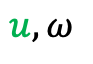 𝑢, 𝜔